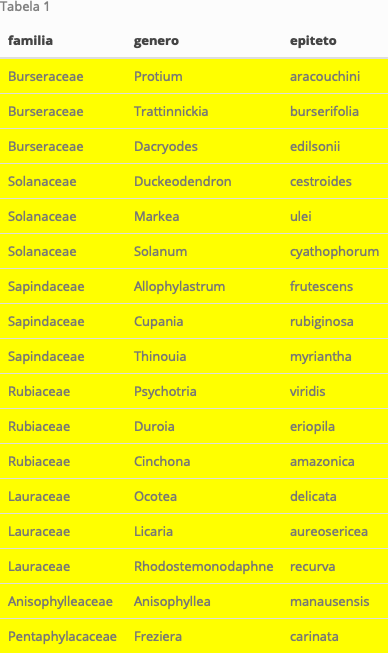 Tabela 1
familia genero epiteto
Burseraceae Protium aracouchini
Burseraceae Trattinnickia burserifolia
Burseraceae Dacryodes edilsonii
Solanaceae Duckeodendron cestroides
Solanaceae Markea ulei
Solanaceae Solanum cyathophorum
Sapindaceae Allophylastrum frutescens
Sapindaceae Cupania rubiginosa
Sapindaceae Thinouia myriantha
Rubiaceae Psychotria viridis
Rubiaceae Duroia eriopila
Rubiaceae Cinchona amazonica
Lauraceae Ocotea delicata
Lauraceae Licaria aureosericea
Lauraceae Rhodostemonodaphne recurva
Anisophylleaceae Anisophyllea manausensis
Pentaphylacaceae Freziera carinata